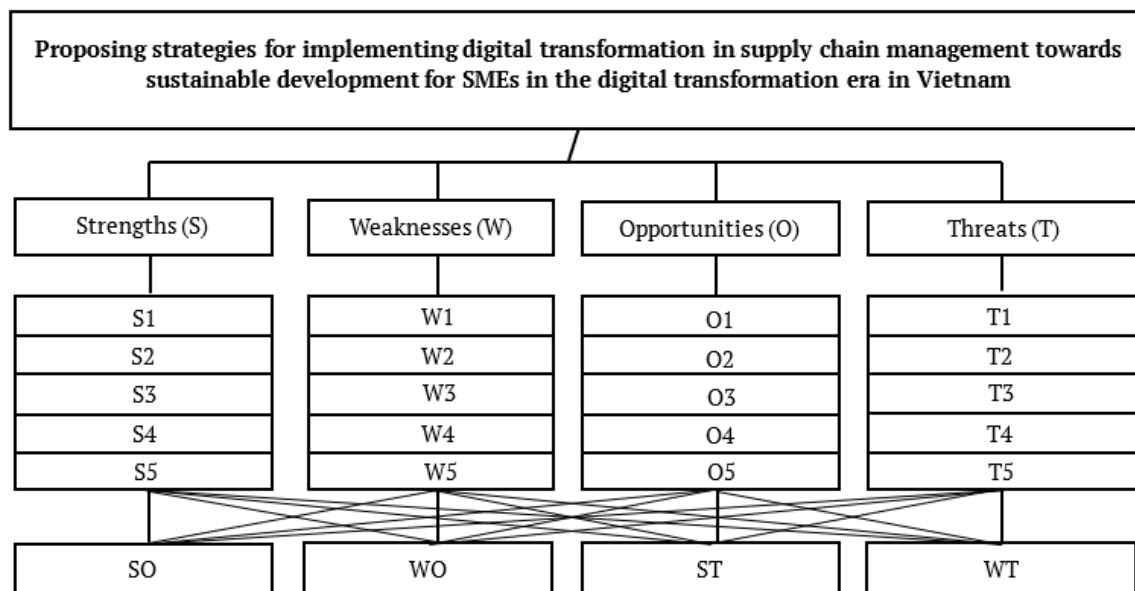 Proposing strategies for implementing digital transformation in supply chain management towards
sustainable development for SMEs in the digital transformation era in Vietnam
Strengths (S)
Weaknesses (W)
Opportunities (O)
Threats (T)
S1
W1
O1
T1
S2
W2
O2
T2
S3
W3
O3
T3
S4
W4
O4
T4
S5
W5
O5
T5
SO
WO
ST
WT